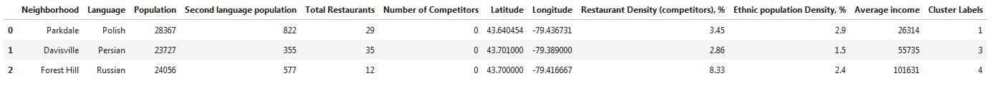 Neighborhood Language Population Second language population Total Restaurants Number of Competitors Latitude Longitude Restaurant Density (competitors), % Ethnic population Density, % Average income Cluster Labels
0 Parkdale Polish 28367 822 29 0 43.640454 -79.436731 3.45 2.9 26314 1
1 Davisville Persian 23727 355 35 0 43.701000 -79.389000 2.86 1.5 55735 3
2 Forest Hill Russian 24056 577 12 0 43.700000 -79.416667 8.33 2.4 101631 4